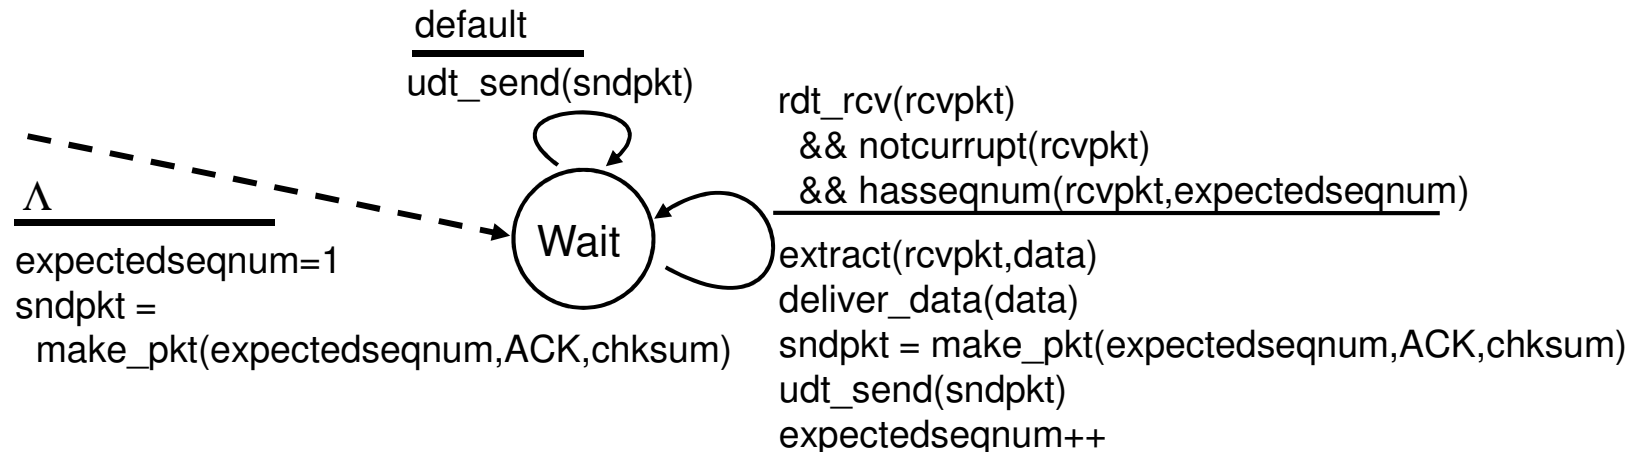 default
udt_send(sndpkt)
rdt_rcv(rcvpkt)
&& notcurrupt(rcvpkt)
&& hasseqnum(rcvpkt,expectedseqnum)
Λ
Wait
expectedseqnum=1
sndpkt =
make_pkt(expectedseqnum,ACK,chksum)
extract(rcvpkt,data)
deliver_data(data)
sndpkt = make_pkt(expectedseqnum,ACK,chksum)
udt_send(sndpkt)
expectedseqnum++